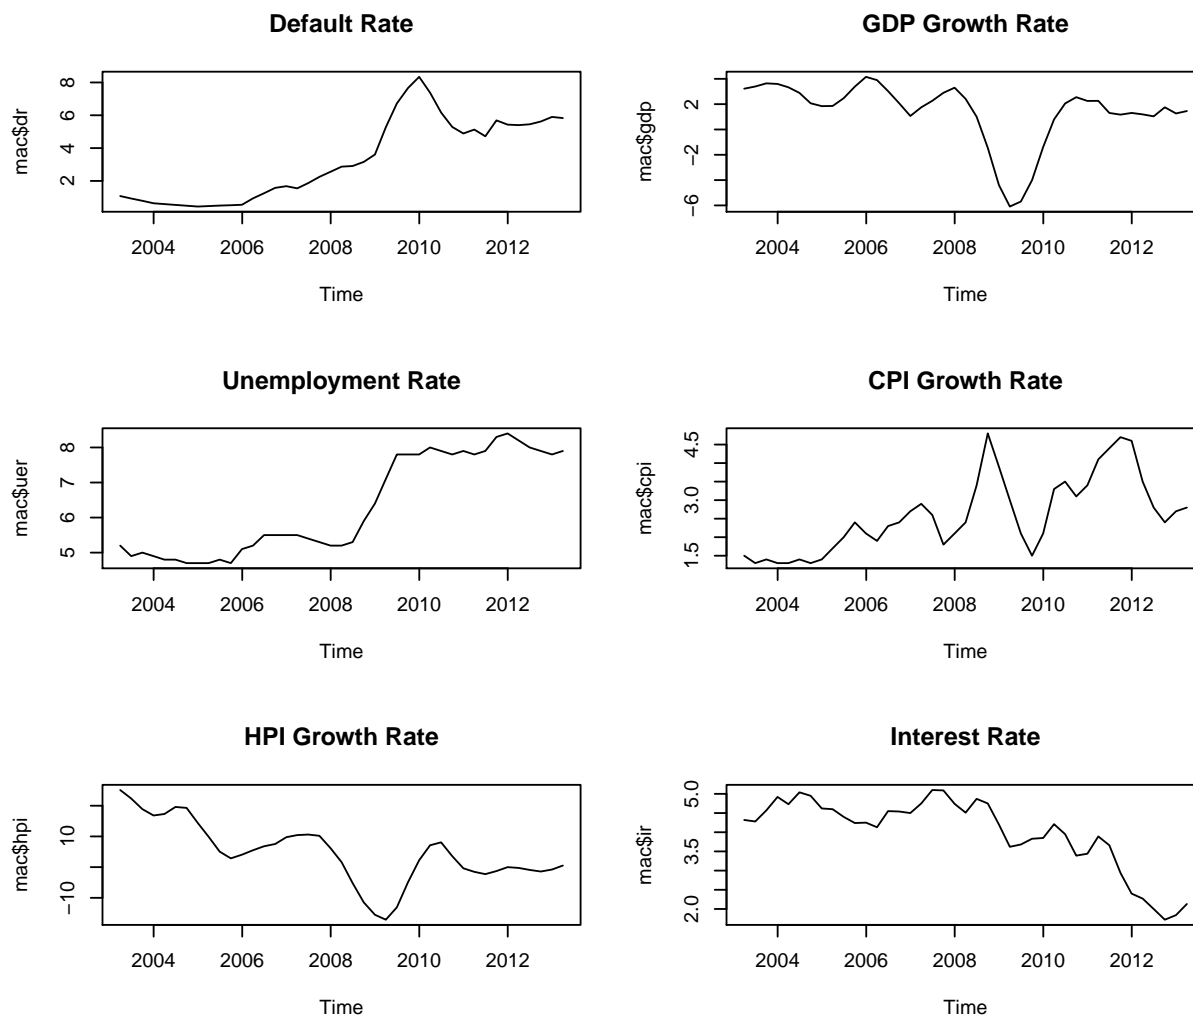 Default Rate
mac$dr
8
6
4
2
2004 2006 2008 2010 2012
Time
GDP Growth Rate
mac$gdp
2
−2
−6
2004 2006 2008 2010 2012
Time
Unemployment Rate
mac$uer
8
7
6
5
2004 2006 2008 2010 2012
Time
CPI Growth Rate
mac$cpi
4.5
3.0
1.5
2004 2006 2008 2010 2012
Time
HPI Growth Rate
mac$hpi
10
−10
2004 2006 2008 2010 2012
Time
Interest Rate
mac$ir
5.0
3.5
2.0
2004 2006 2008 2010 2012
Time